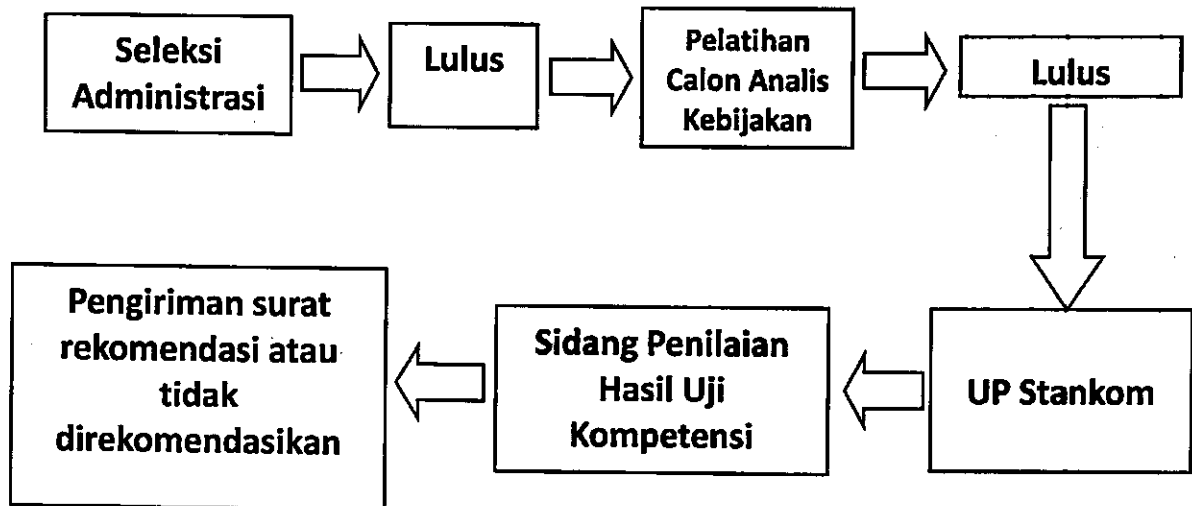 Seleksi
Administrasi
Lulus
Pelatihan
Calon Analis
Kebijakan
Lulus
UP Stankom
Sidang Penilaian
Hasil Uji
Kompetensi
Pengiriman surat
rekomendasi atau
tidak
direkomendasikan